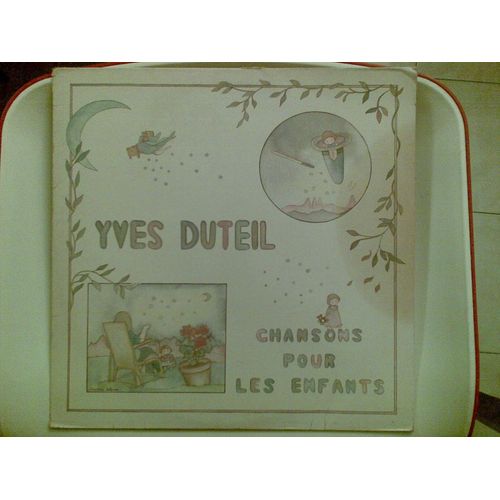 YVES DUTEIL
CHANSONS
POUR
LES ENFANTS